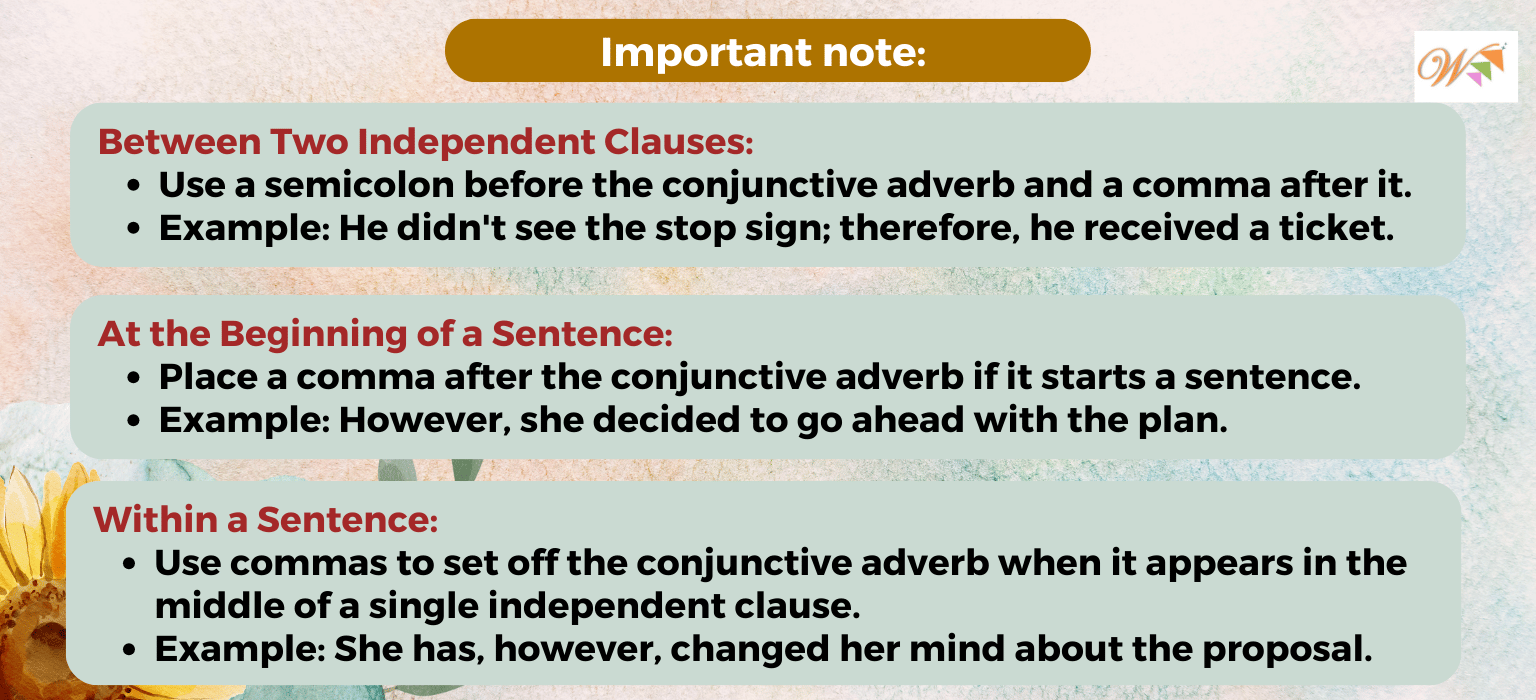 Important note:
W
Between Two Independent Clauses:
• Use a semicolon before the conjunctive adverb and a comma after it.
• Example: He didn't see the stop sign; therefore, he received a ticket.
At the Beginning of a Sentence:
• Place a comma after the conjunctive adverb if it starts a sentence.
• Example: However, she decided to go ahead with the plan.
Within a Sentence:
• Use commas to set off the conjunctive adverb when it appears in the
middle of a single independent clause.
• Example: She has, however, changed her mind about the proposal.